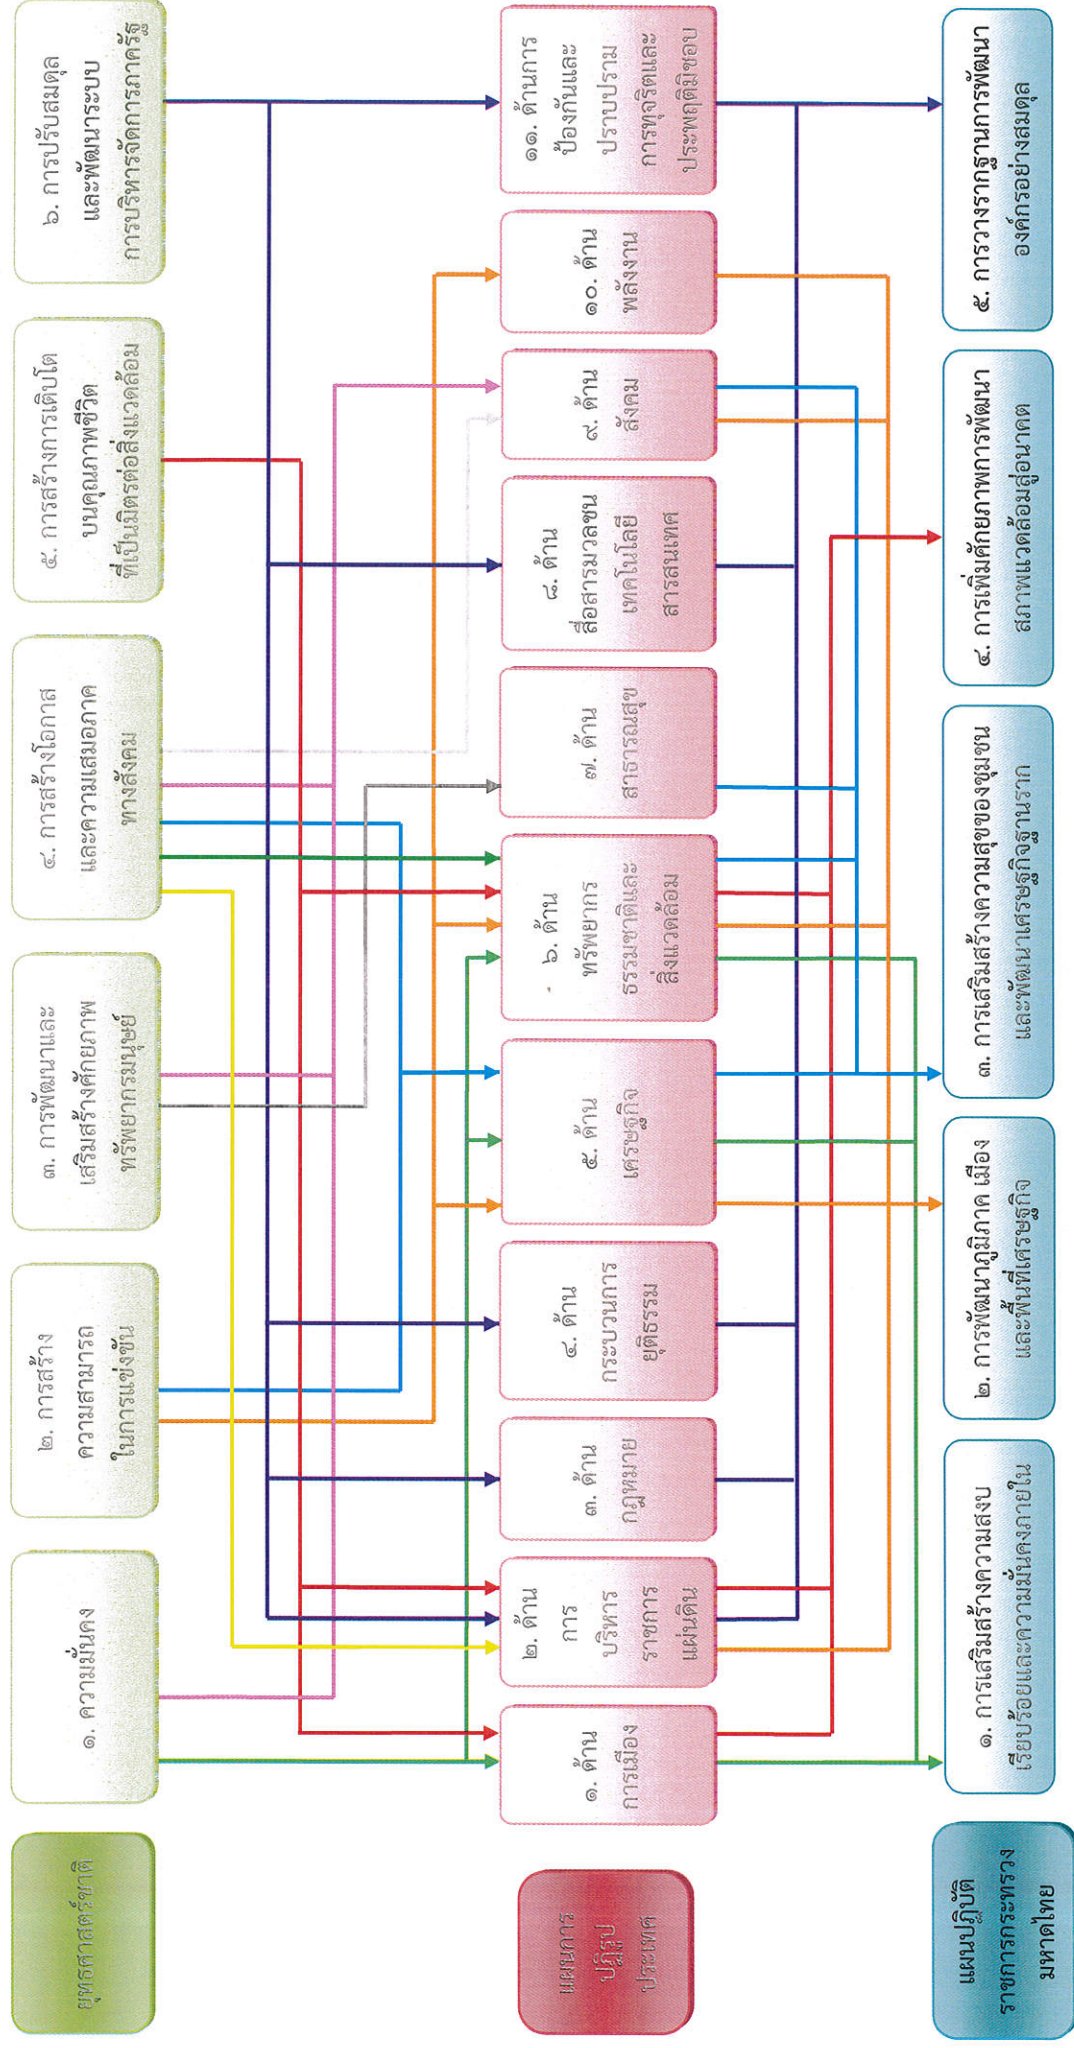 ยุทธศาสตร์ชาติ
๑. ความมั่นคง
๒. การสร้าง
ความสามารถ
ในการแข่งขัน
๓. การพัฒนาและ
เสริมสร้างศักยภาพ
ทรัพยากรมนุษย์
๔. การสร้างโอกาส
และความเสมอภาค
ทางสังคม
๕. การสร้างการเติบโต
บนคุณภาพชีวิต
ที่เป็นมิตรต่อสิ่งแวดล้อม
๖. การปรับสมดุล
และพัฒนาระบบ
การบริหารจัดการภาครัฐ
แผนการ
ปฏิรูป
ประเทศ
๑. ด้าน
การเมือง
๒. ด้าน
การ
บริหาร
ราชการ
แผ่นดิน
๓. ด้าน
กฎหมาย
๔. ด้าน
กระบวนการ
ยุติธรรม
๕. ด้าน
เศรษฐกิจ
๖. ด้าน
ทรัพยากร
ธรรมชาติและ
สิ่งแวดล้อม
๗. ด้าน
สาธารณสุข
๘. ด้าน
สื่อสารมวลชน
เทคโนโลยี
สารสนเทศ
๙. ด้าน
สังคม
๑๐. ด้าน
พลังงาน
๑๑. ด้านการ
ป้องกันและ
ปราบปราม
การทุจริตและ
ประพฤติมิชอบ
แผนปฏิบัติ
ราชการกระทรวง
มหาดไทย
๑. การเสริมสร้างความสงบ
เรียบร้อยและความมั่นคงภายใน
๒. การพัฒนาภูมิภาค เมือง
และพื้นที่เศรษฐกิจ
๓. การเสริมสร้างความสุขของชุมชน
และพัฒนาเศรษฐกิจฐานราก
๔. การเพิ่มศักยภาพการพัฒนา
สภาพแวดล้อมสู่อนาคต
๕. การวางรากฐานการพัฒนา
องค์กรอย่างสมดุล